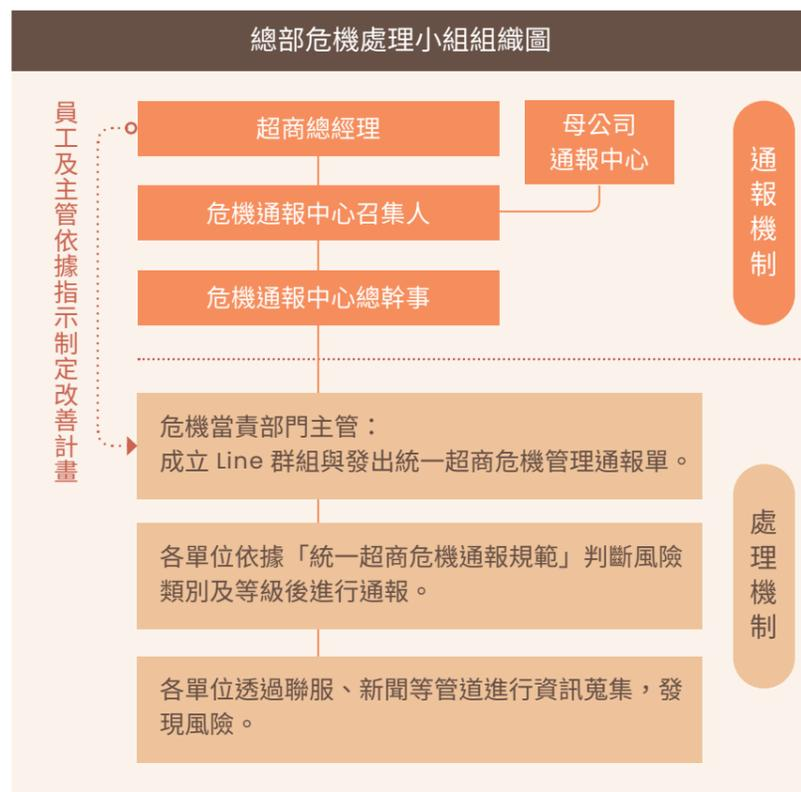 總部危機處理小組組織圖
員工及主管依據指示制定改善計畫
超商總經理
母公司
通報中心
危機通報中心召集人
危機通報中心總幹事
通報機制
危機當責部門主管：
成立 Line 群組與發出統一超商危機管理通報單。
各單位依據「統一超商危機通報規範」判斷風險
類別及等級後進行通報。
各單位透過聯服、新聞等管道進行資訊蒐集，發
現風險。
處理機制